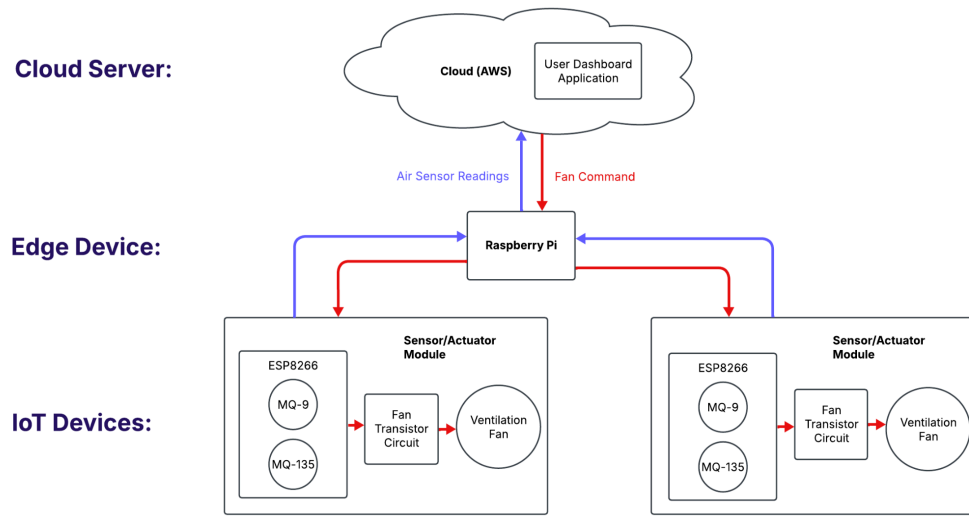 Cloud Server:
Cloud (AWS)
User Dashboard
Application
Air Sensor Readings
Fan Command
Edge Device:
Raspberry Pi
IoT Devices:
Sensor/Actuator
Module
ESP8266
MQ-9
MQ-135
Fan
Transistor
Circuit
Ventilation
Fan
Sensor/Actuator
Module
ESP8266
MQ-9
MQ-135
Fan
Transistor
Circuit
Ventilation
Fan